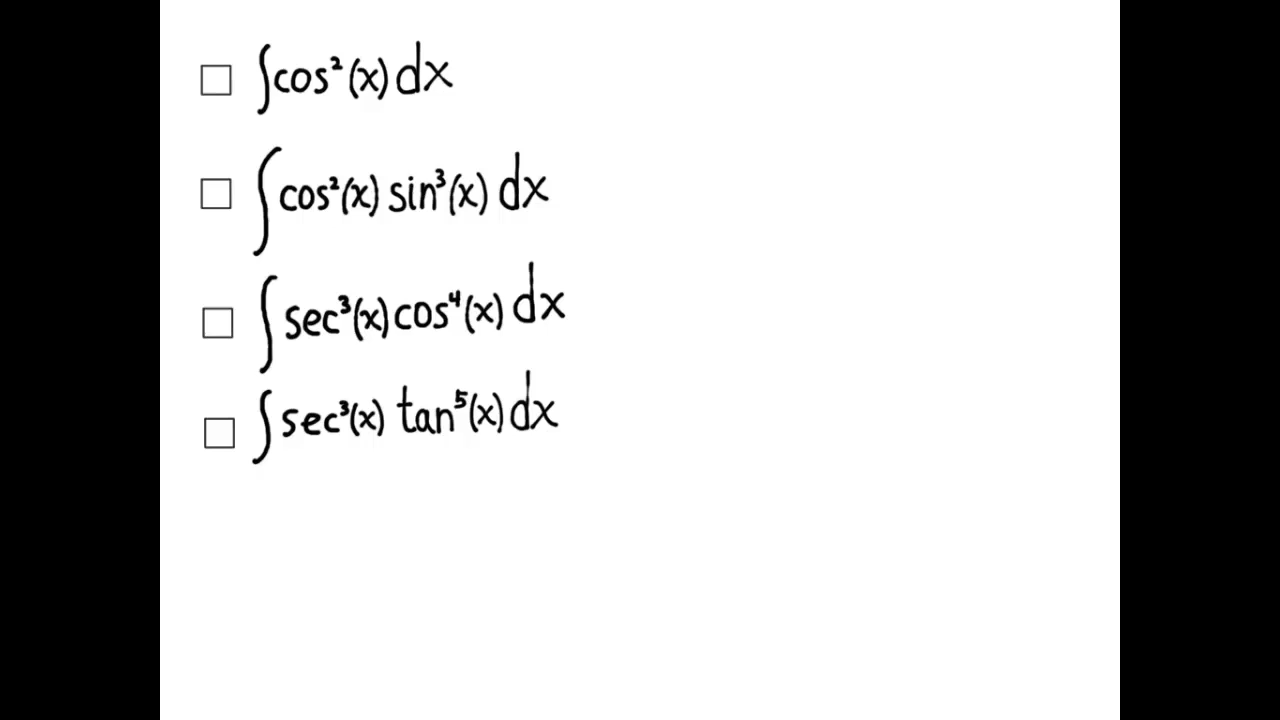 ∫cos²(x) dx
∫cos²(x) sin³(x) dx
∫sec³(x) cos⁴(x) dx
∫sec³(x) tan⁵(x) dx